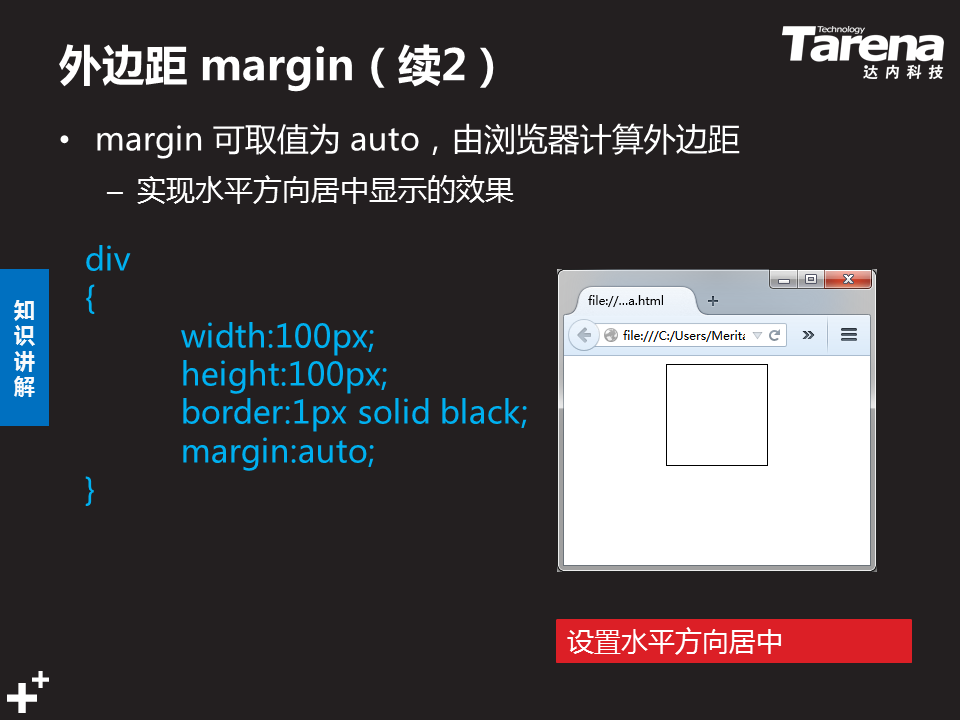 外边距 margin（续2）
Technology
Tarena
达内科技
• margin 可取值为 auto，由浏览器计算外边距
– 实现水平方向居中显示的效果
知识讲解
div
{
width:100px;
height:100px;
border:1px solid black;
margin:auto;
}
file://...a.html
file:///C:/Users/Merita
设置水平方向居中